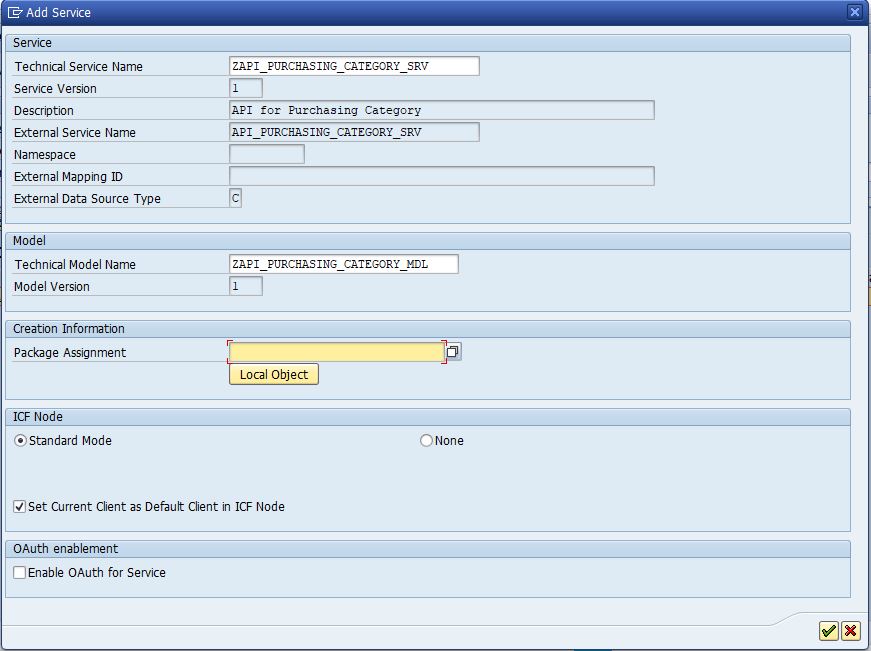 Add Service
Service
Technical Service Name ZAPI_PURCHASING_CATEGORY_SRV
Service Version 1
Description API for Purchasing Category
External Service Name API_PURCHASING_CATEGORY_SRV
Namespace
External Mapping ID
External Data Source Type C
Model
Technical Model Name ZAPI_PURCHASING_CATEGORY_MDL
Model Version 1
Creation Information
Package Assignment
Local Object
ICF Node
Standard Mode None
Set Current Client as Default Client in ICF Node
OAuth enablement
Enable OAuth for Service